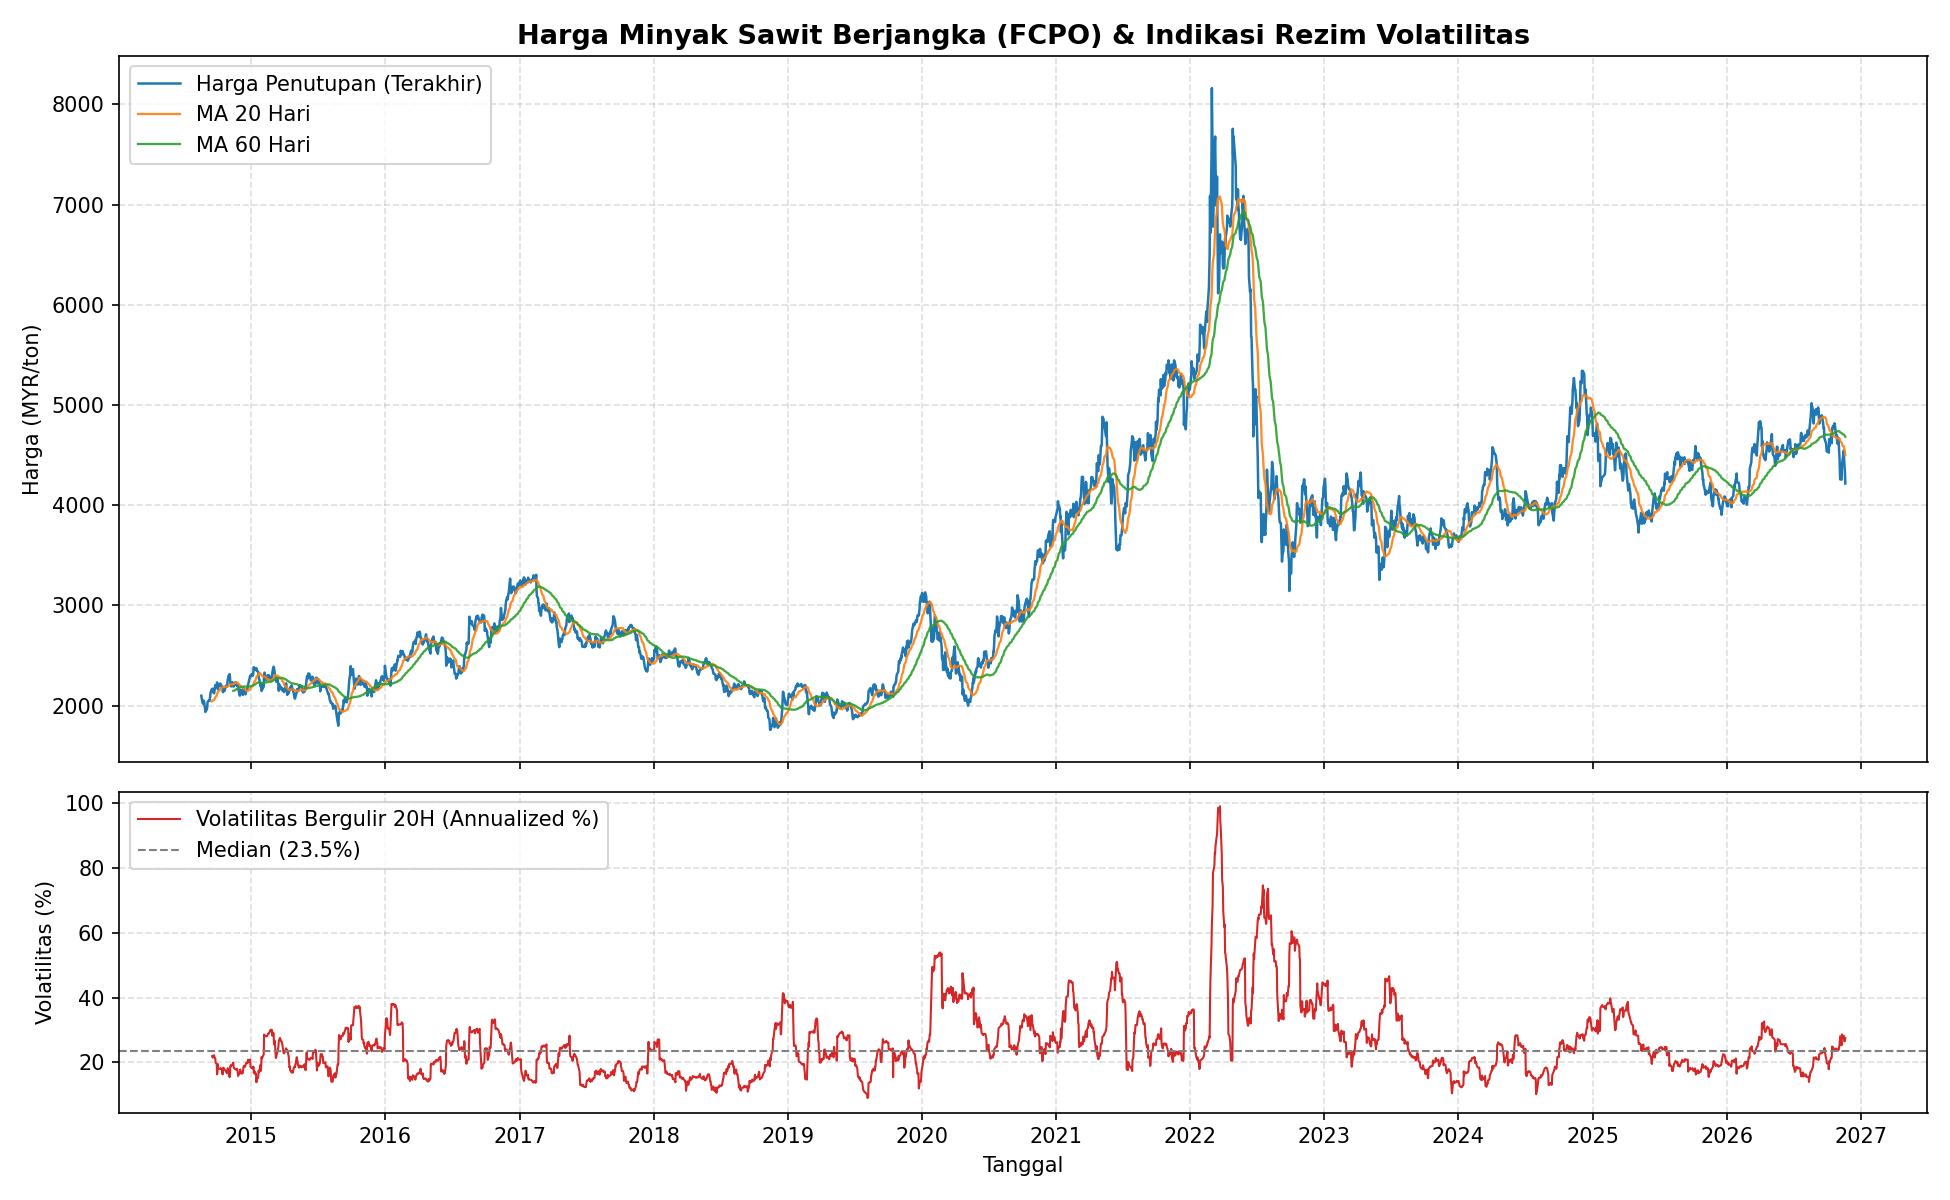 Harga Minyak Sawit Berjangka (FCPO) & Indikasi Rezim Volatilitas
Harga Penutupan (Terakhir)
MA 20 Hari
MA 60 Hari
Harga (MYR/ton)
8000
7000
6000
5000
4000
3000
2000
Volatilitas Bergulir 20H (Annualized %)
Median (23.5%)
Volatilitas (%)
100
80
60
40
20
2015 2016 2017 2018 2019 2020 2021 2022 2023 2024 2025 2026 2027
Tanggal